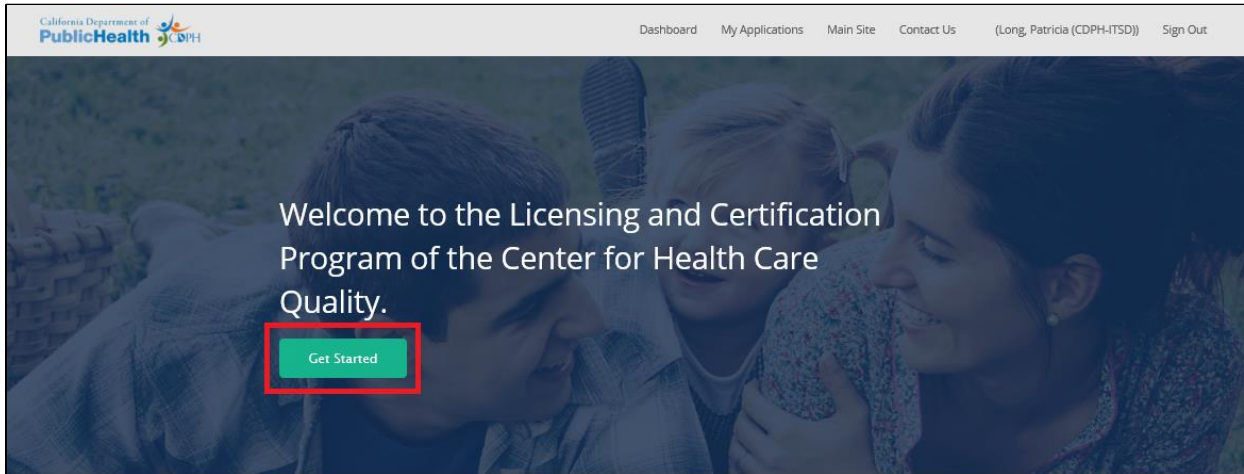 California Department of
PublicHealth CDPH
Dashboard My Applications Main Site Contact Us (Long, Patricia (CDPH-ITSD)) Sign Out
Welcome to the Licensing and Certification
Program of the Center for Health Care
Quality.
Get Started